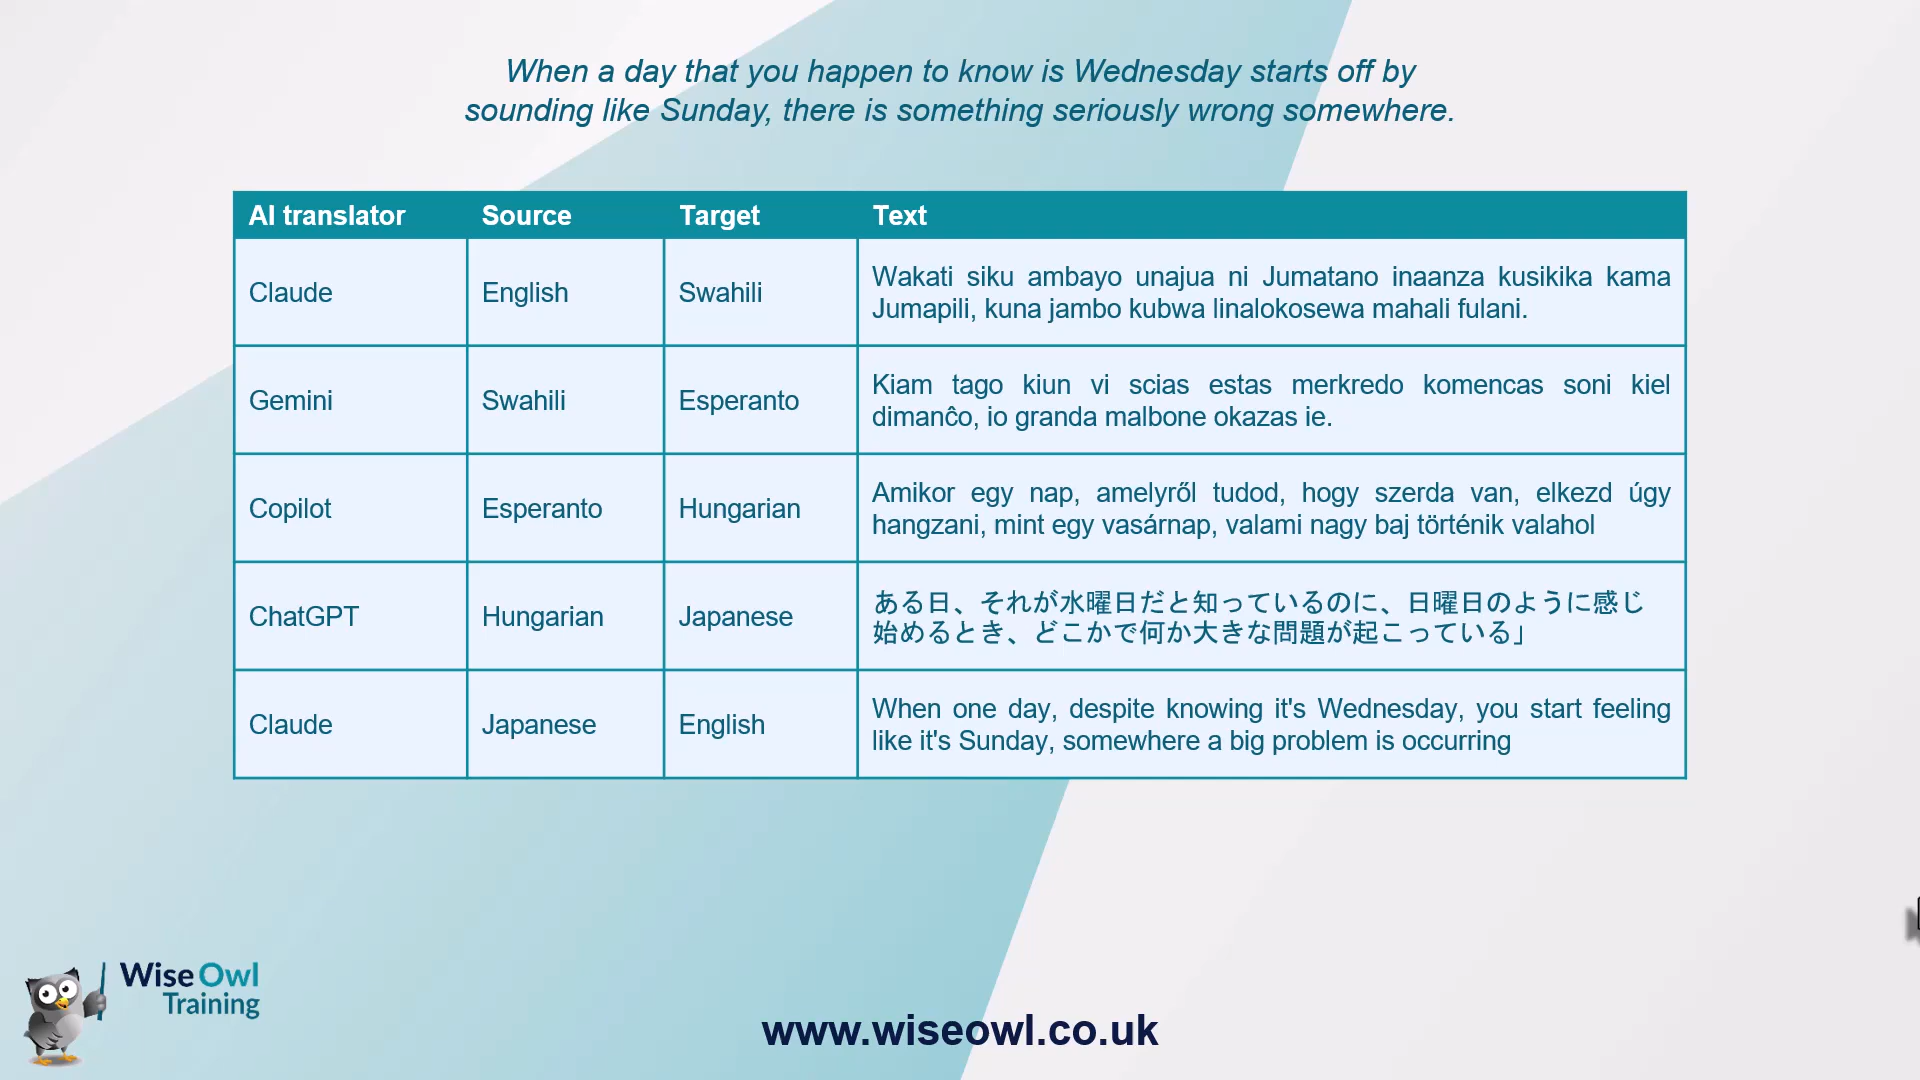 When a day that you happen to know is Wednesday starts off by
sounding like Sunday, there is something seriously wrong somewhere.
AI translator Source Target Text
Claude English Swahili Wakati siku ambayo unajua ni Jumatano inaanza kusikika kama
Jumapili, kuna jambo kubwa linalokosewa mahali fulani.
Gemini Swahili Esperanto Kiam tago kiun vi scias estas merkredo komencas soni kiel
dimanĉo, io granda malbone okazas ie.
Copilot Esperanto Hungarian Amikor egy nap, amelyről tudod, hogy szerda van, elkezd úgy
hangzani, mint egy vasárnap, valami nagy baj történik valahol
ChatGPT Hungarian Japanese ある日、それが水曜日だと知っているのに、日曜日のように感じ
始めるとき、どこかで何か大きな問題が起こっている」
Claude Japanese English When one day, despite knowing it's Wednesday, you start feeling
like it's Sunday, somewhere a big problem is occurring
Wise Owl
Training
www.wiseowl.co.uk